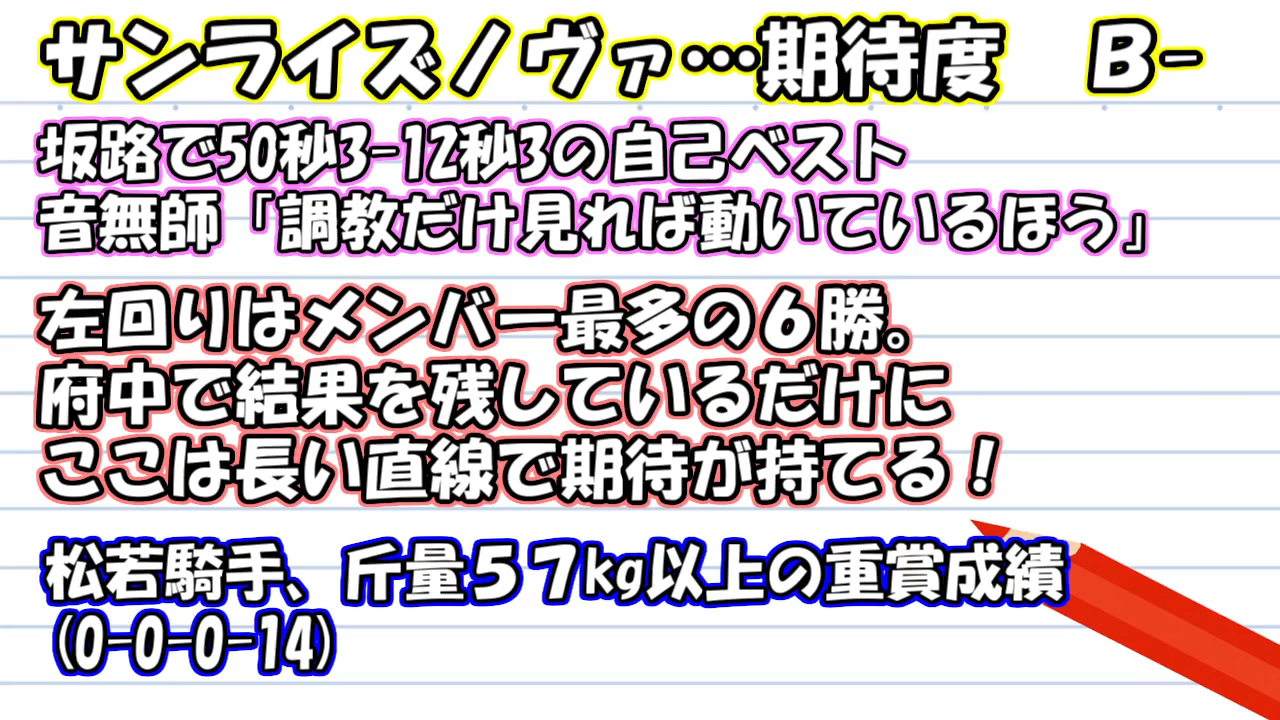 サンライズノヴァ…期待度　B-
坂路で50秒3-12秒3の自己ベスト
音無師「調教だけ見れば動いているほう」
左回りはメンバー最多の６勝。
府中で結果を残しているだけに
ここは長い直線で期待が持てる！
松若騎手、斤量５７kg以上の重賞成績
(0-0-0-14)